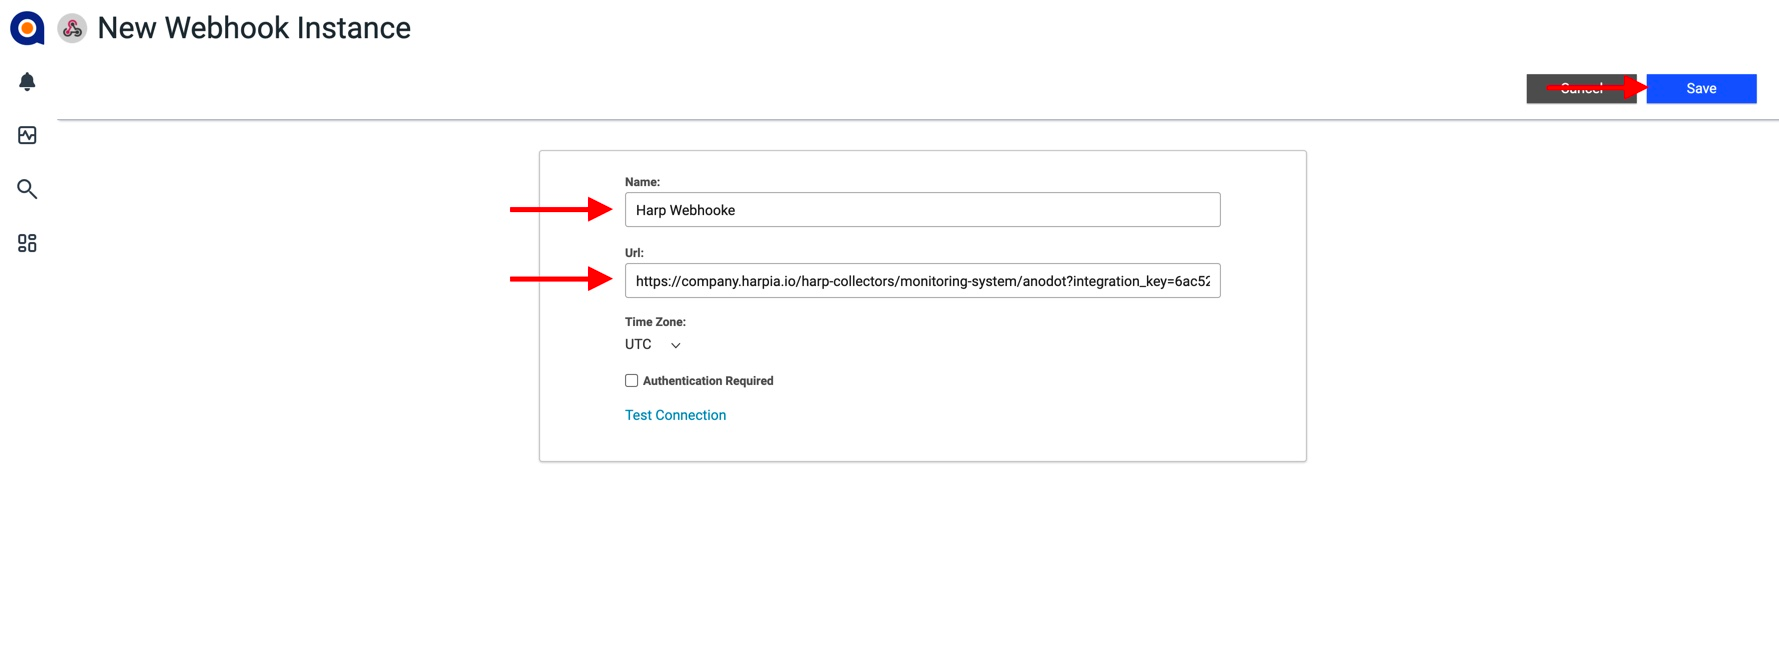 New Webhook Instance
Cancel
Save
Name:
Harp Webhooke
Url:
https://company.harpia.io/harp-collectors/monitoring-system/anodot?integration_key=6ac52
Time Zone:
UTC
Authentication Required
Test Connection